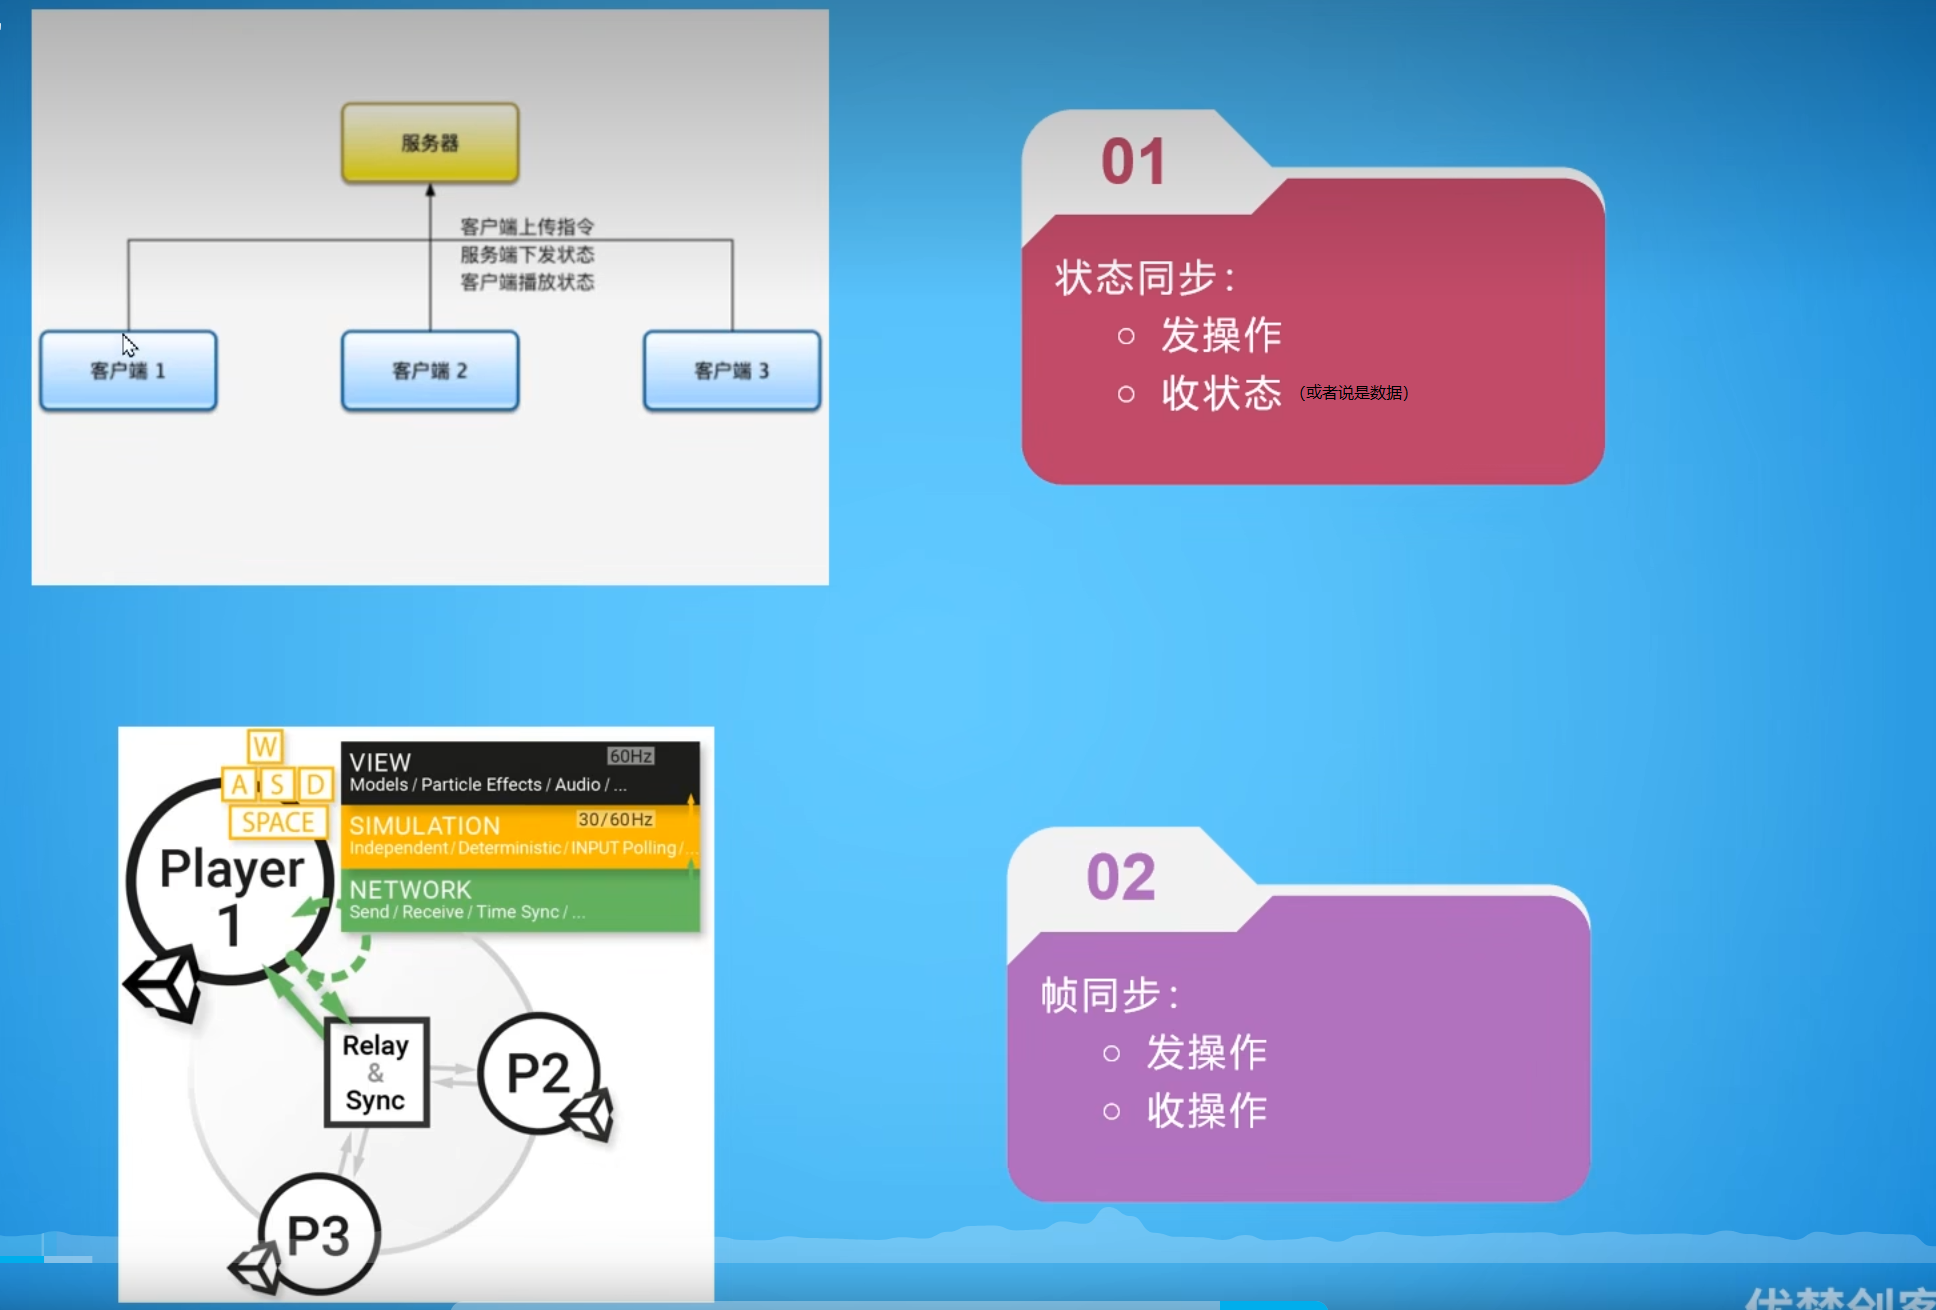 服务器
客户端上传指令
服务端下发状态
客户端播放状态
客户端 1
客户端 2
客户端 3
01
状态同步：
发操作
收状态 （或者说是数据）
W
A S D
SPACE
Player
1
VIEW 60Hz
Models / Particle Effects / Audio / ...
SIMULATION 30/60Hz
Independent / Deterministic / INPUT Polling / ...
NETWORK
Send / Receive / Time Sync / ...
Relay
&
Sync
P2
P3
02
帧同步：
发操作
收操作
优梦创客